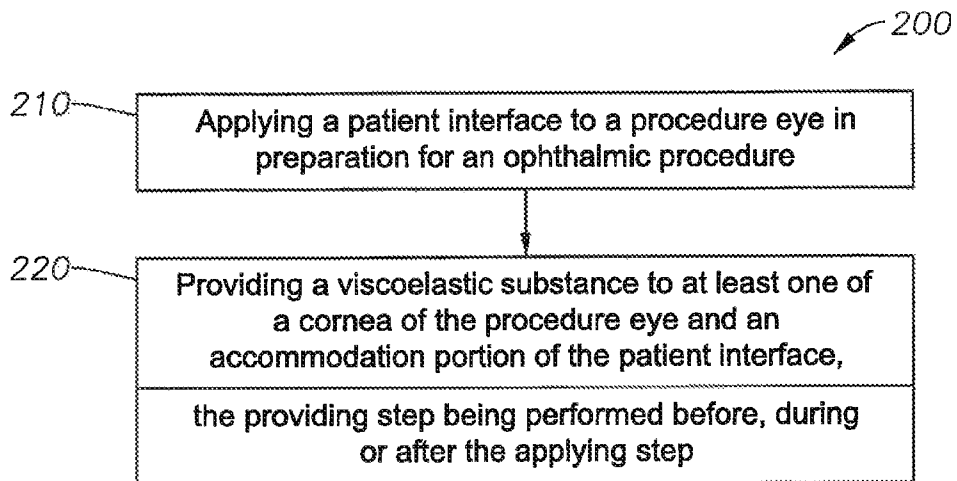 200
210
Applying a patient interface to a procedure eye in
preparation for an ophthalmic procedure
220
Providing a viscoelastic substance to at least one of
a cornea of the procedure eye and an
accommodation portion of the patient interface,
the providing step being performed before, during
or after the applying step